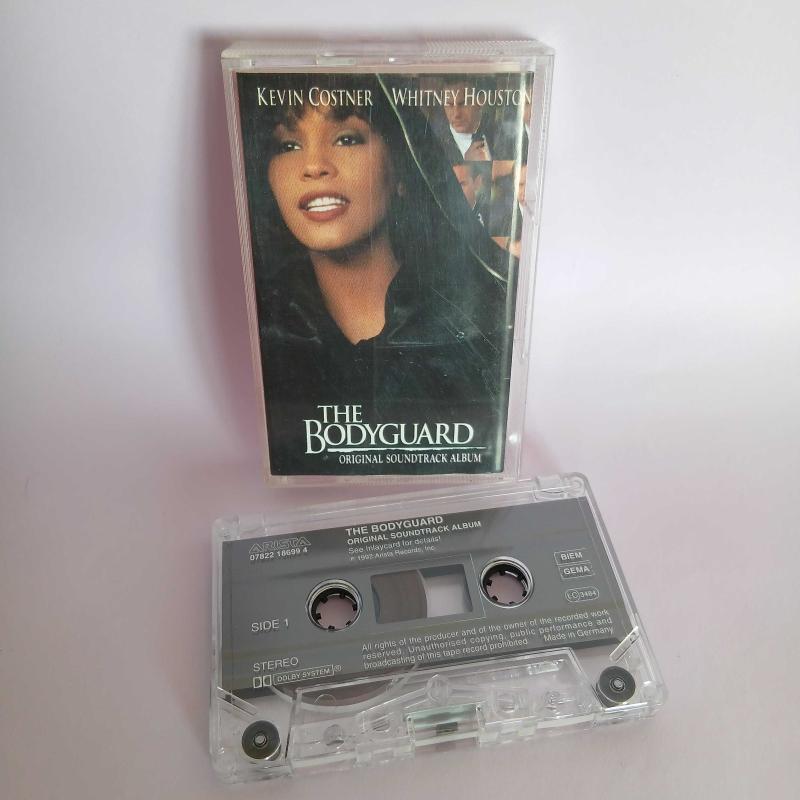 KEVIN COSTNER WHITNEY HOUSTON
THE
BODYGUARD
ORIGINAL SOUNDTRACK ALBUM
ARISTA
07822 18699 4
THE BODYGUARD
ORIGINAL SOUNDTRACK ALBUM
See Inlaycard for details!
℗ 1992 Arista Records, Inc.
BIEM
GEMA
LC 3484
SIDE 1
STEREO
DOLBY SYSTEM ®
All rights of the producer and of the owner of the recorded work
reserved. Unauthorised copying, public performance and
broadcasting of this tape record prohibited. Made in Germany